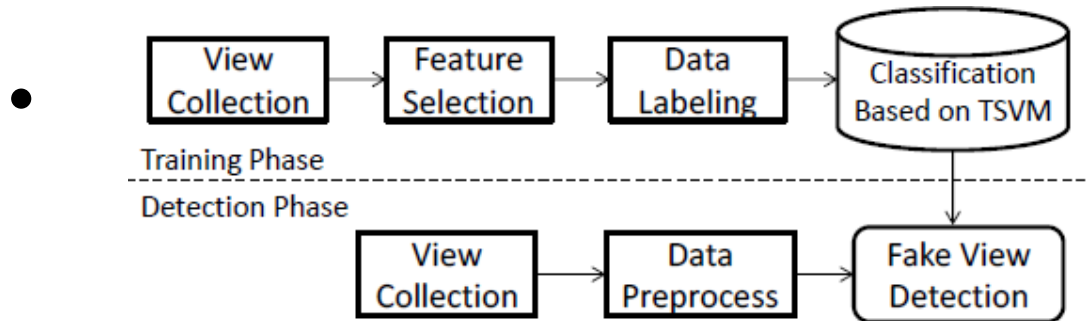 View
Collection
Feature
Selection
Data
Labeling
Classification
Based on TSVM
Training Phase
Detection Phase
View
Collection
Data
Preprocess
Fake View
Detection